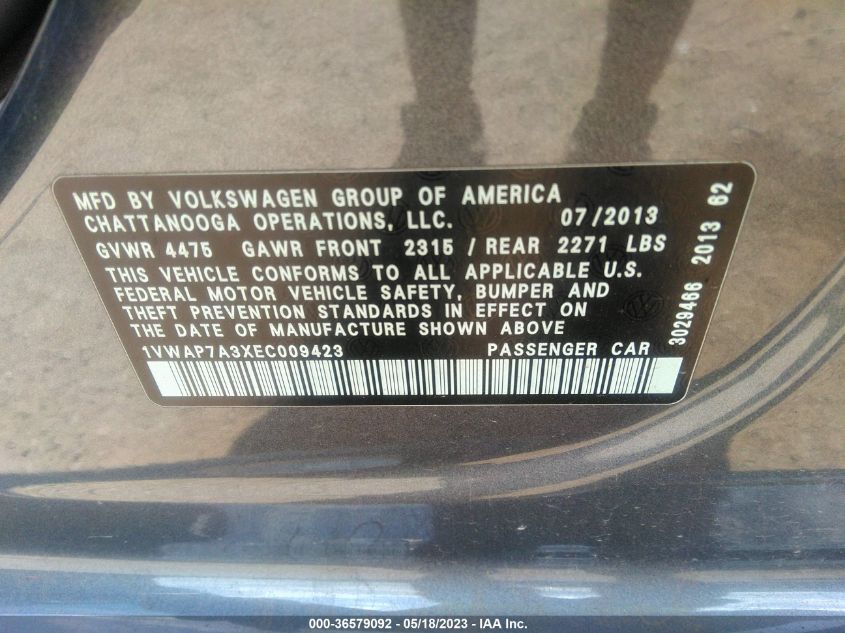 MFD BY VOLKSWAGEN GROUP OF AMERICA
CHATTANOOGA OPERATIONS, LLC. 07/2013
GVWR 4475 GAWR FRONT 2315 / REAR 2271 LBS
THIS VEHICLE CONFORMS TO ALL APPLICABLE U.S.
FEDERAL MOTOR VEHICLE SAFETY, BUMPER AND
THEFT PREVENTION STANDARDS IN EFFECT ON
THE DATE OF MANUFACTURE SHOWN ABOVE
1VWAP7A3XEC009423 PASSENGER CAR
3029466 2013 62
000-36579092 - 05/18/2023 - IAA Inc.